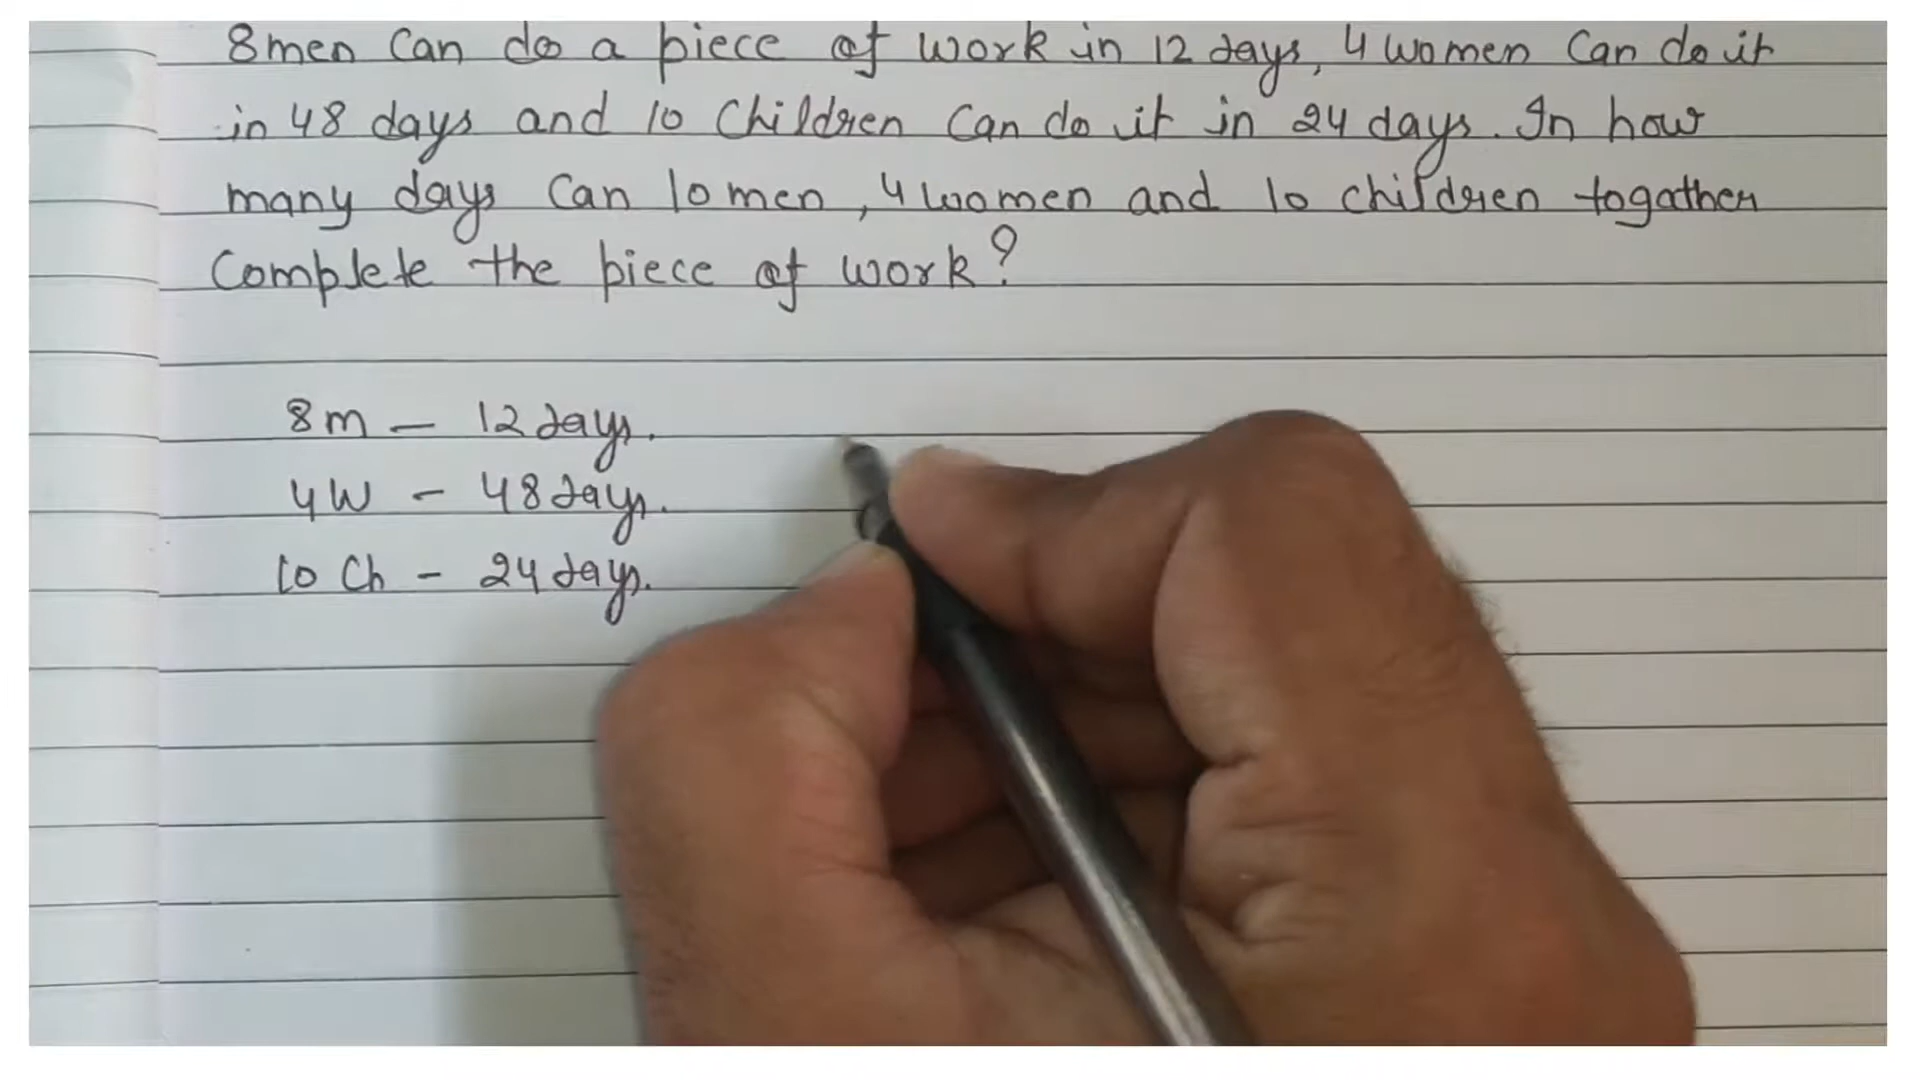 8men Can do a piece of work in 12 days, 4 women Can do it
in 48 days and 10 Children Can do it in 24 days. In how
many days Can 10 men, 4 women and 10 children togather
Complete the piece of work?
8m - 12 days.
4W - 48 days.
10 Ch - 24 days.